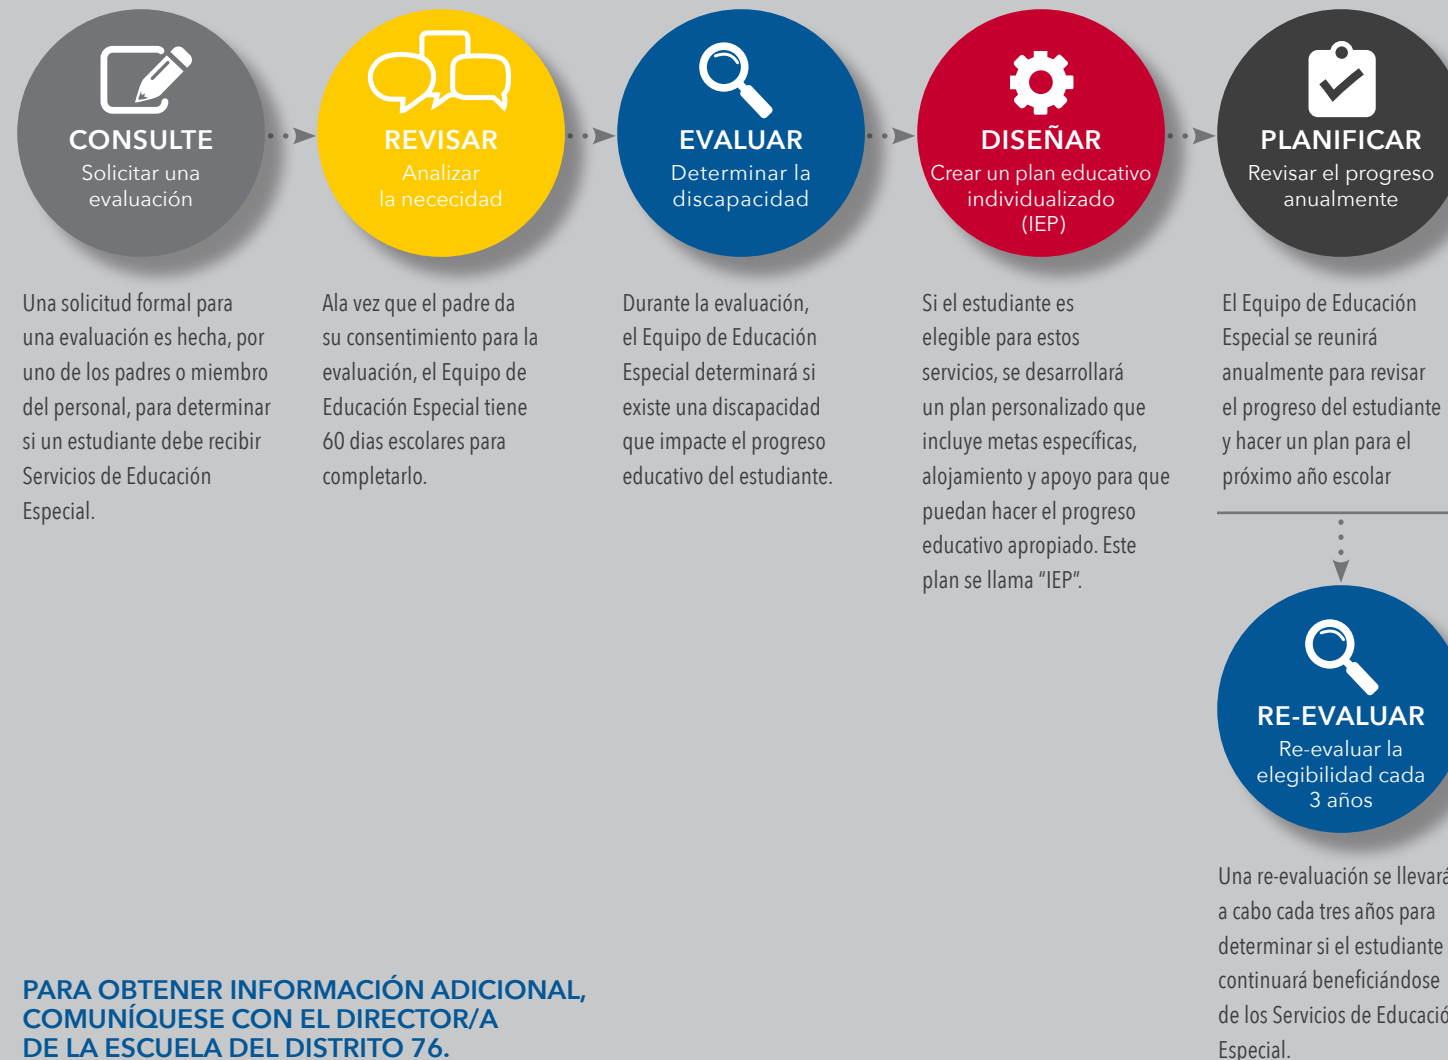 CONSULTE
Solicitar una
evaluación
Una solicitud formal para
una evaluación es hecha, por
uno de los padres o miembro
del personal, para determinar
si un estudiante debe recibir
Servicios de Educación
Especial.
REVISAR
Analizar
la nececidad
Ala vez que el padre da
su consentimiento para la
evaluación, el Equipo de
Educación Especial tiene
60 dias escolares para
completarlo.
EVALUAR
Determinar la
discapacidad
Durante la evaluación,
el Equipo de Educación
Especial determinará si
existe una discapacidad
que impacte el progreso
educativo del estudiante.
DISEÑAR
Crear un plan educativo
individualizado
(IEP)
Si el estudiante es
elegible para estos
servicios, se desarrollará
un plan personalizado que
incluye metas específicas,
alojamiento y apoyo para que
puedan hacer el progreso
educativo apropiado. Este
plan se llama “IEP”.
PLANIFICAR
Revisar el progreso
anualmente
El Equipo de Educación
Especial se reunirá
anualmente para revisar
el progreso del estudiante
y hacer un plan para el
próximo año escolar
RE-EVALUAR
Re-evaluar la
elegibilidad cada
3 años
Una re-evaluación se llevará
a cabo cada tres años para
determinar si el estudiante
continuará beneficiándose
de los Servicios de Educació
Especial.
PARA OBTENER INFORMACIÓN ADICIONAL,
COMUNÍQUESE CON EL DIRECTOR/A
DE LA ESCUELA DEL DISTRITO 76.